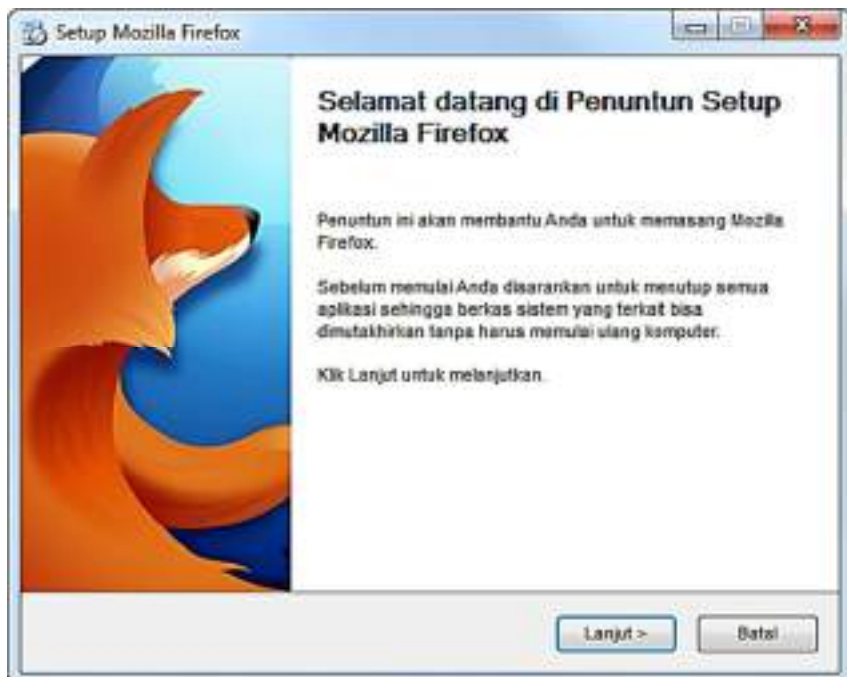 Setup Mozilla Firefox
Selamat datang di Penuntun Setup
Mozilla Firefox
Penuntun ini akan membantu Anda untuk memasang Mozilla
Firefox.
Sebelum memulai Anda disarankan untuk menutup semua
aplikasi sehingga berkas sistem yang terkait bisa
dimutakhirkan tanpa harus memulai ulang komputer.
Klik Lanjut untuk melanjutkan.
Lanjut >
Batal